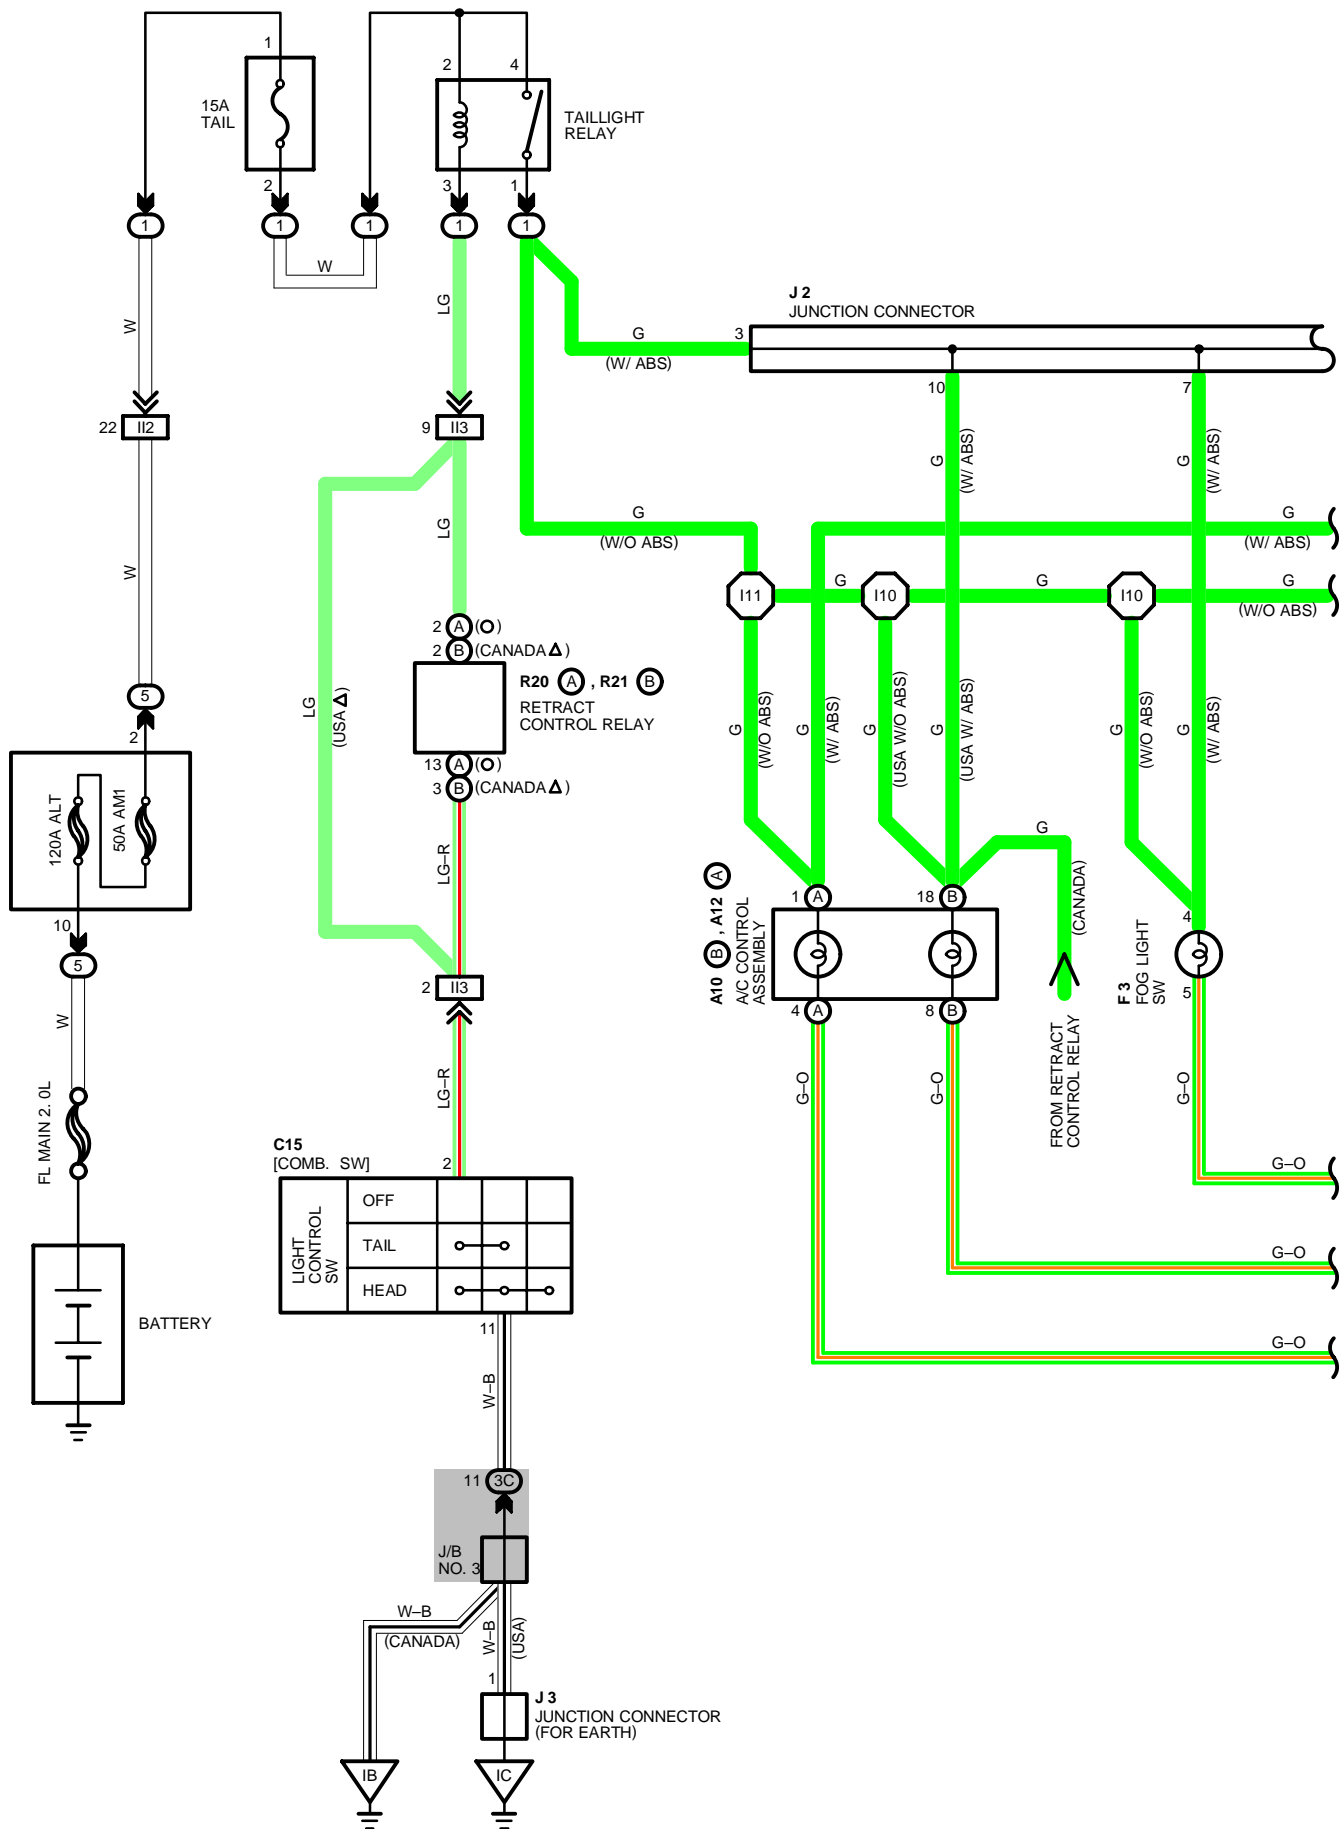 1
15A
TAIL
2
2
4
TAILLIGHT
RELAY
3
1
1
1
1
1
1
W
W
LG
G
(W/ ABS)
3
J 2
JUNCTION CONNECTOR
10
7
22
II2
9
II3
G
(W/ ABS)
G
(W/ ABS)
W
LG
G
(W/O ABS)
G
(W/ ABS)
I11
G
I10
G
I10
G
(W/O ABS)
2
A
(O)
2
B
(CANADA Δ)
R20 A , R21 B
RETRACT
CONTROL RELAY
LG
(USA Δ)
5
2
13
A
(O)
3
B
(CANADA Δ)
G
(W/O ABS)
G
(W/ ABS)
G
(USA W/O ABS)
G
(USA W/ ABS)
G
(W/O ABS)
G
(W/ ABS)
120A ALT
50A AM1
10
5
W
LG–R
G
(CANADA)
1
A
18
B
4
A10 B , A12 A
A/C CONTROL
ASSEMBLY
4
A
8
B
F 3
FOG LIGHT
SW
5
FROM RETRACT
CONTROL RELAY
2
II3
LG–R
G–O
G–O
G–O
FL MAIN 2. 0L
C15
[COMB. SW]
2
LIGHT
CONTROL
SW
OFF
TAIL
HEAD
G–O
G–O
G–O
BATTERY
11
W–B
11
3C
J/B
NO. 3
W–B
(CANADA)
W–B
(USA)
1
J 3
JUNCTION CONNECTOR
(FOR EARTH)
IB
IC